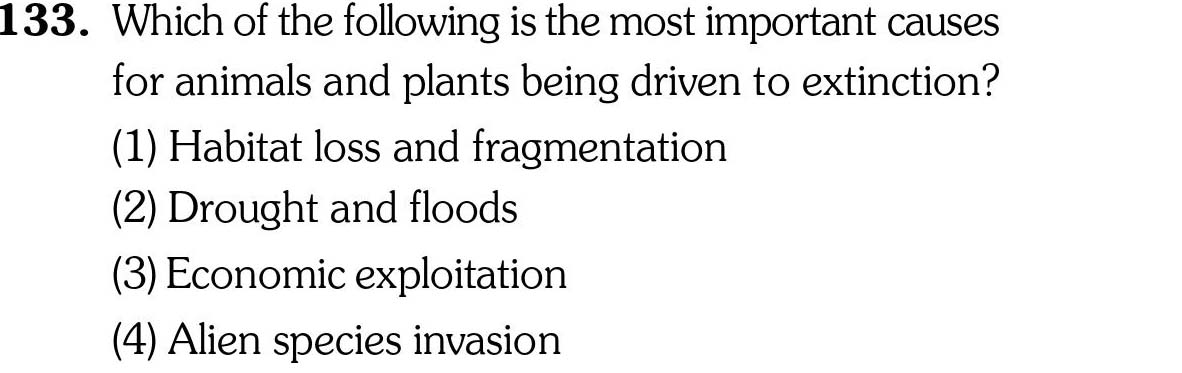 133. Which of the following is the most important causes
for animals and plants being driven to extinction?
(1) Habitat loss and fragmentation
(2) Drought and floods
(3) Economic exploitation
(4) Alien species invasion